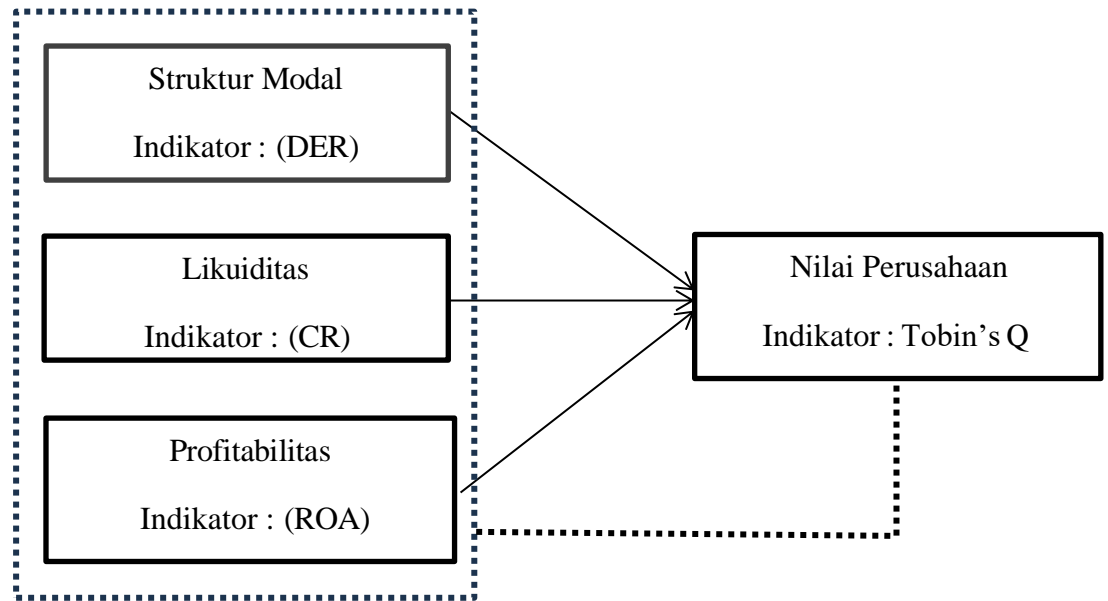 Struktur Modal
Indikator : (DER)
Likuiditas
Indikator : (CR)
Profitabilitas
Indikator : (ROA)
Nilai Perusahaan
Indikator : Tobin’s Q